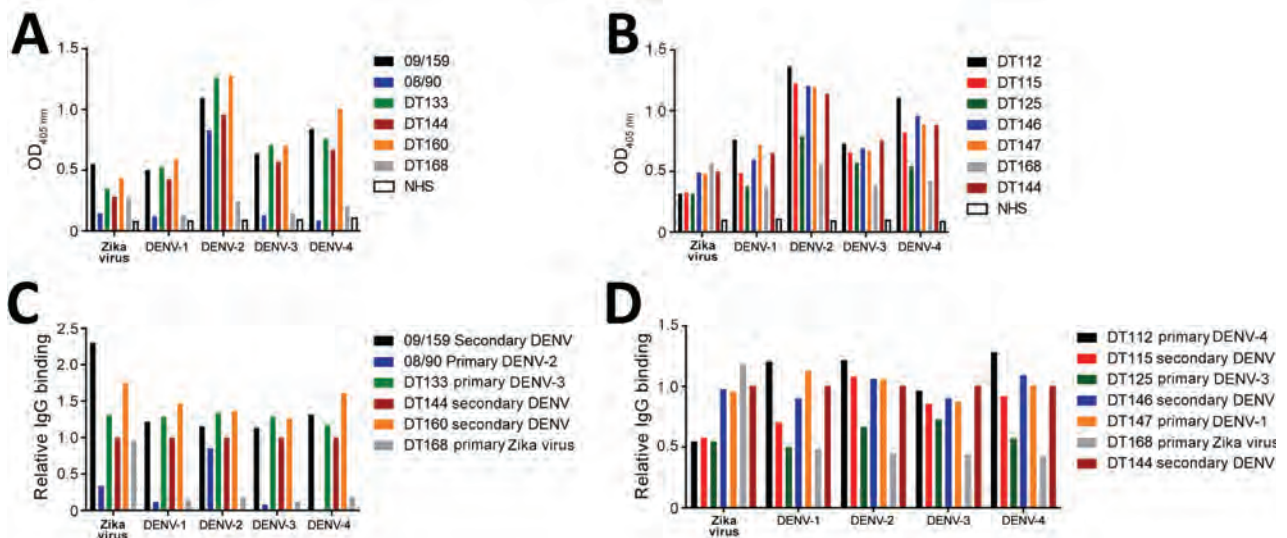 A
1.5
1.0
0.5
0
OD405 nm
Zika virus
DENV-1
DENV-2
DENV-3
DENV-4
09/159
08/90
DT133
DT144
DT160
DT168
NHS
B
1.5
1.0
0.5
0
OD405 nm
Zika virus
DENV-1
DENV-2
DENV-3
DENV-4
DT112
DT115
DT125
DT146
DT147
DT168
DT144
NHS
C
2.5
2.0
1.5
1.0
0.5
0
Relative IgG binding
Zika virus
DENV-1
DENV-2
DENV-3
DENV-4
09/159 Secondary DENV
08/90 Primary DENV-2
DT133 primary DENV-3
DT144 secondary DENV
DT160 secondary DENV
DT168 primary Zika virus
D
1.5
1.0
0.5
0
Relative IgG binding
Zika virus
DENV-1
DENV-2
DENV-3
DENV-4
DT112 primary DENV-4
DT115 secondary DENV
DT125 primary DENV-3
DT146 secondary DENV
DT147 primary DENV-1
DT168 primary Zika virus
DT144 secondary DENV